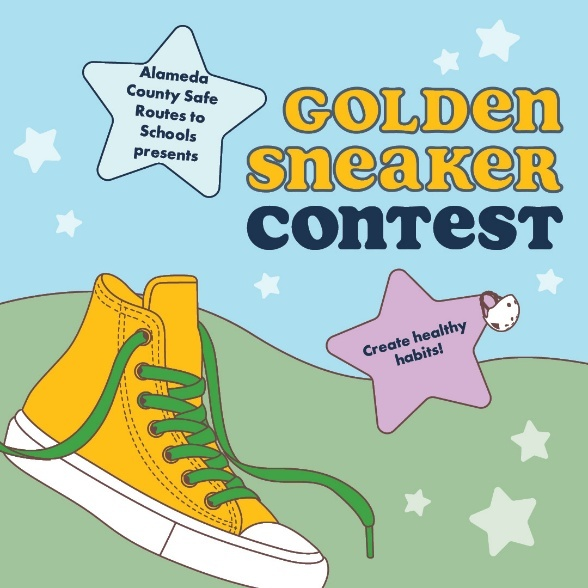 Alameda
County Safe
Routes to
Schools
presents
GOLDEN
SNEAKER
CONTEST
Create healthy
habits!